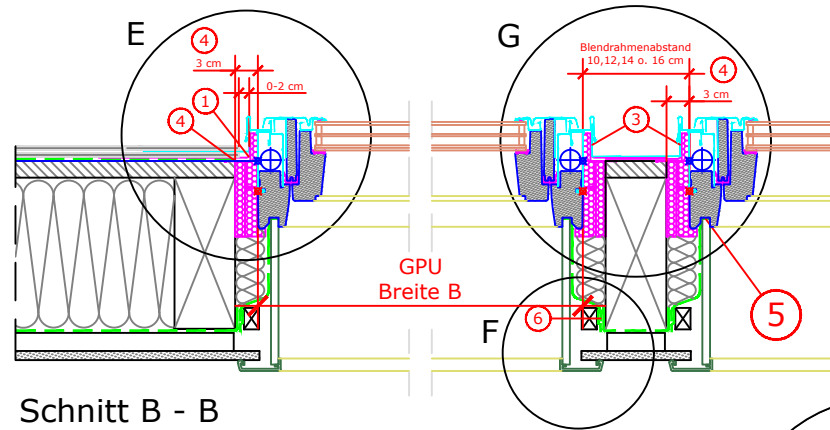 E
4
3 cm
0-2 cm
1
4
G
Blendrahmenabstand
10,12,14 o. 16 cm
4
3 cm
3
GPU
Breite B
5
6
F
Schnitt B - B